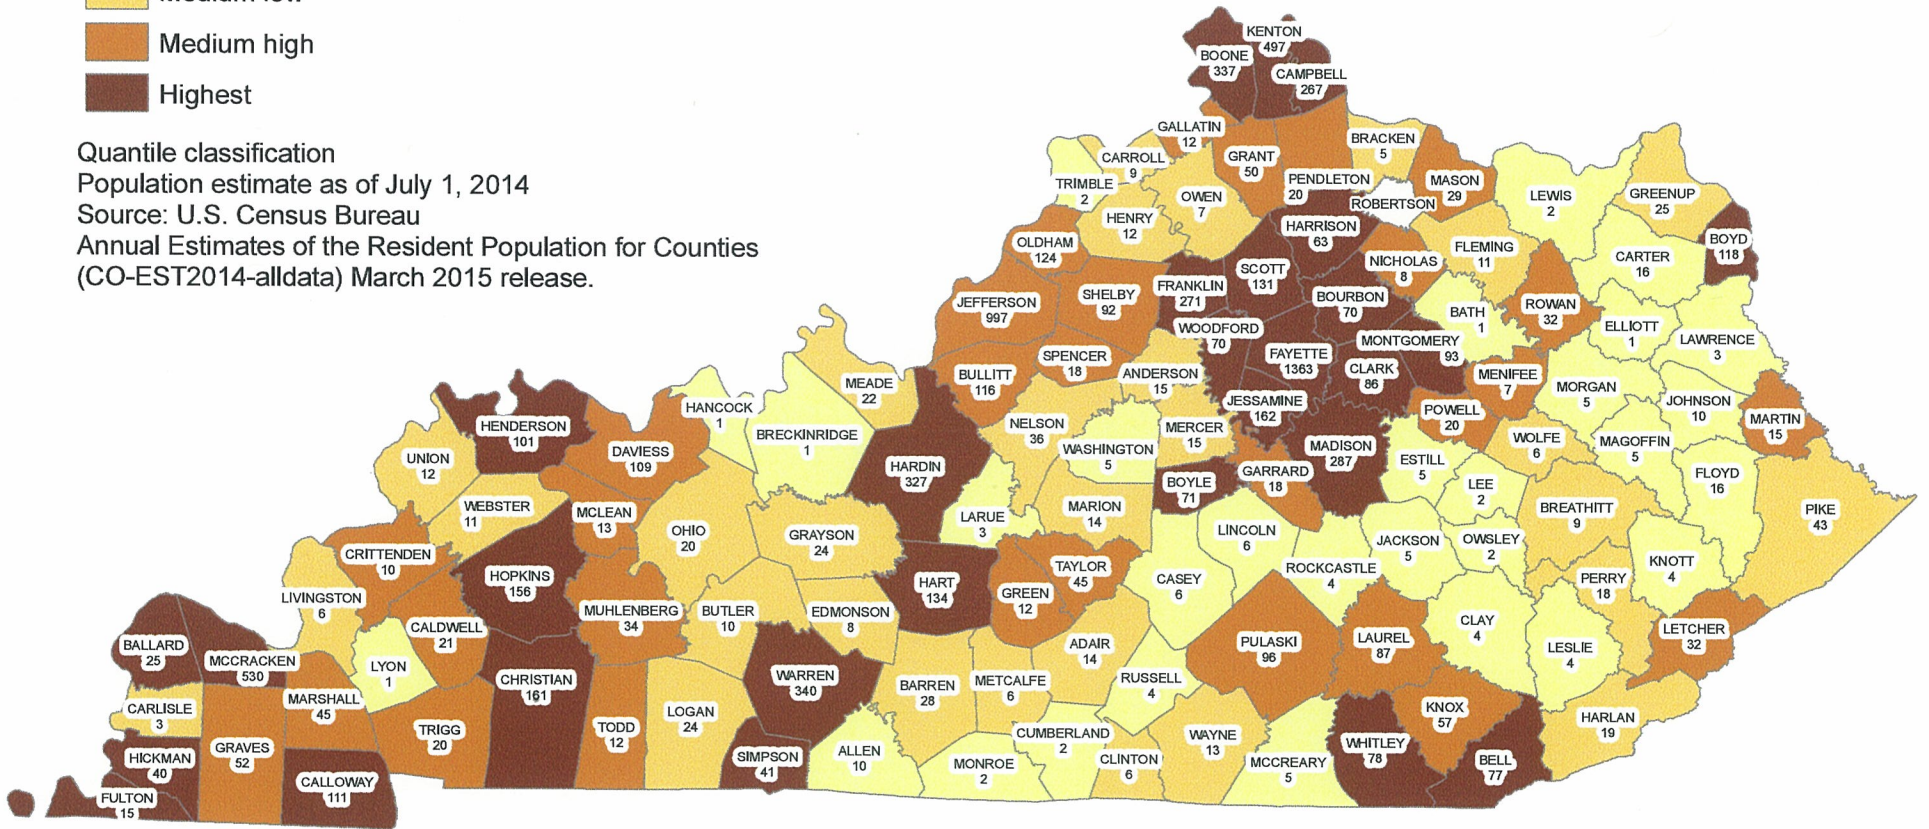 Medium low
Medium high
Highest
Quantile classification
Population estimate as of July 1, 2014
Source: U.S. Census Bureau
Annual Estimates of the Resident Population for Counties
(CO-EST2014-alldata) March 2015 release.
KENTON
497
BOONE
337
CAMPBELL
267
GALLATIN
12
CARROLL
9
GRANT
50
BRACKEN
5
PENDLETON
20
TRIMBLE
2
OWEN
7
ROBERTSON
MASON
29
LEWIS
2
GREENUP
25
HENRY
12
HARRISON
63
OLDHAM
124
FLEMING
11
BOYD
118
NICHOLAS
8
CARTER
16
SCOTT
131
FRANKLIN
271
SHELBY
92
JEFFERSON
997
BOURBON
70
ROWAN
32
BATH
1
ELLIOTT
1
WOODFORD
70
MONTGOMERY
93
LAWRENCE
3
FAYETTE
1363
SPENCER
18
CLARK
86
ANDERSON
15
BULLITT
116
MENIFEE
7
MEADE
22
MORGAN
5
JESSAMINE
162
JOHNSON
10
HANCOCK
1
POWELL
20
MARTIN
15
NELSON
36
HENDERSON
101
MERCER
15
BRECKINRIDGE
1
WOLFE
6
MAGOFFIN
5
MADISON
287
WASHINGTON
5
DAVIESS
109
UNION
12
ESTILL
5
HARDIN
327
GARRARD
18
FLOYD
16
BOYLE
71
LEE
2
WEBSTER
11
MARION
14
BREATHITT
9
PIKE
43
MCLEAN
13
LARUE
3
OHIO
20
LINCOLN
6
GRAYSON
24
JACKSON
5
OWSLEY
2
CRITTENDEN
10
KNOTT
4
TAYLOR
45
ROCKCASTLE
4
HOPKINS
156
CASEY
6
PERRY
18
HART
134
GREEN
12
LIVINGSTON
6
MUHLENBERG
34
BUTLER
10
EDMONSON
8
CALDWELL
21
CLAY
4
LETCHER
32
LAUREL
87
PULASKI
96
BALLARD
25
ADAIR
14
LESLIE
4
MCCRACKEN
530
LYON
1
WARREN
340
CHRISTIAN
161
RUSSELL
4
METCALFE
6
BARREN
28
MARSHALL
45
CARLISLE
3
KNOX
57
LOGAN
24
HARLAN
19
TRIGG
20
TODD
12
CUMBERLAND
2
WAYNE
13
WHITLEY
78
GRAVES
52
ALLEN
10
SIMPSON
41
HICKMAN
40
CLINTON
6
BELL
77
MONROE
2
MCCREARY
5
CALLOWAY
111
FULTON
15